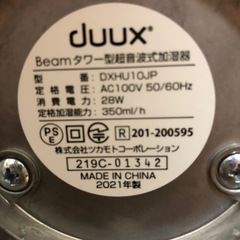 duux
Beamタワー型超音波式加湿器
型番：DXHU10JP
定格電圧：AC100V 50/60Hz
消費電力：28W
定格加湿能力：350ml/h
PS E R 201-200595
株式会社ツカモトコーポレーション
219C-01342
MADE IN CHINA
2021年製